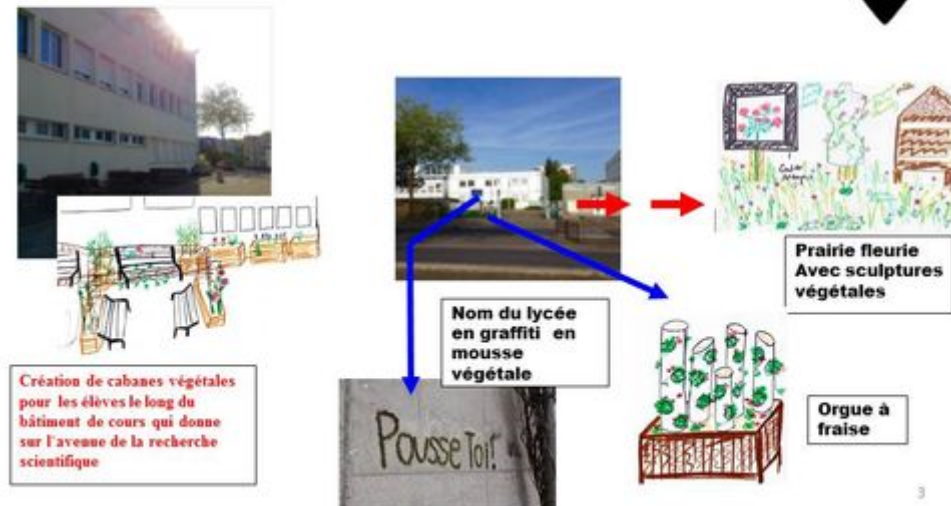 Création de cabanes végétales
pour les élèves le long du
bâtiment de cours qui donne
sur l'avenue de la recherche
scientifique
Nom du lycée
en graffiti en
mousse
végétale
Pousse Toi!
Prairie fleurie
Avec sculptures
végétales
Orgue à
fraise
3